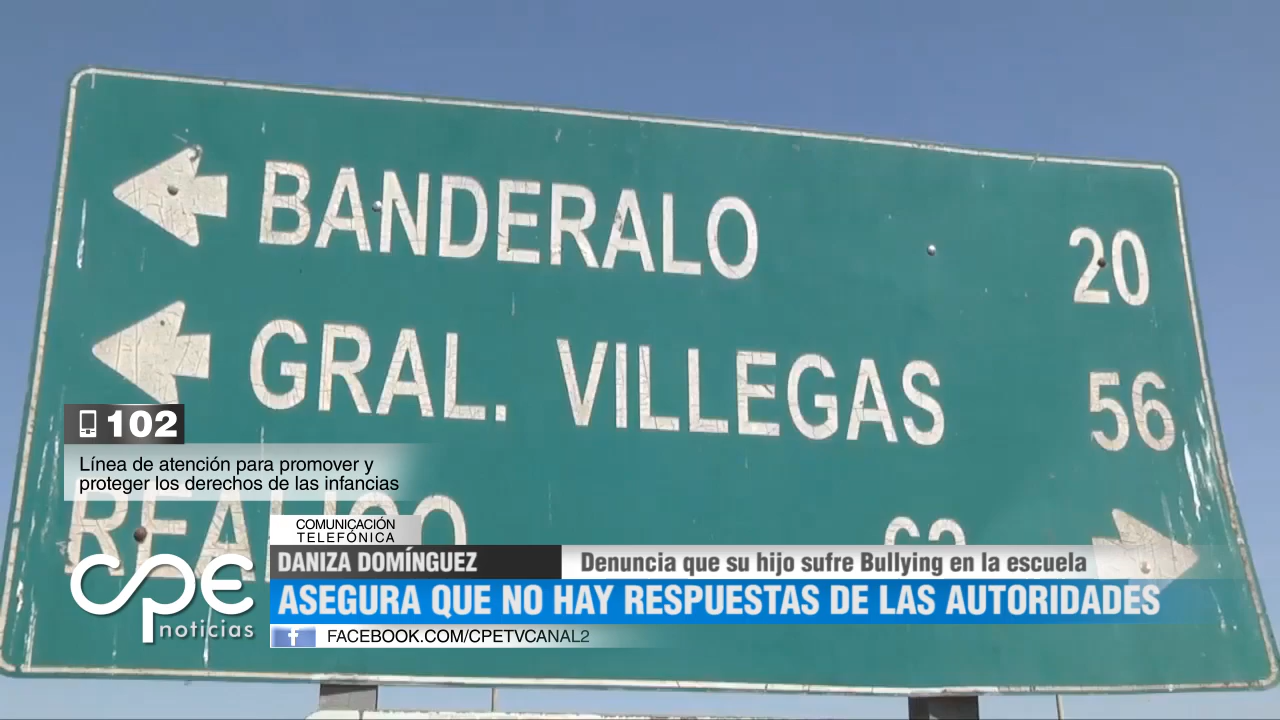 BANDERALO 20
GRAL. VILLEGAS 56
102
Línea de atención para promover y
proteger los derechos de las infancias
REALICO
COMUNICACIÓN
TELEFÓNICA
DANIZA DOMÍNGUEZ
Denuncia que su hijo sufre Bullying en la escuela
ASEGURA QUE NO HAY RESPUESTAS DE LAS AUTORIDADES
cpe
noticias
FACEBOOK.COM/CPETVCANAL2